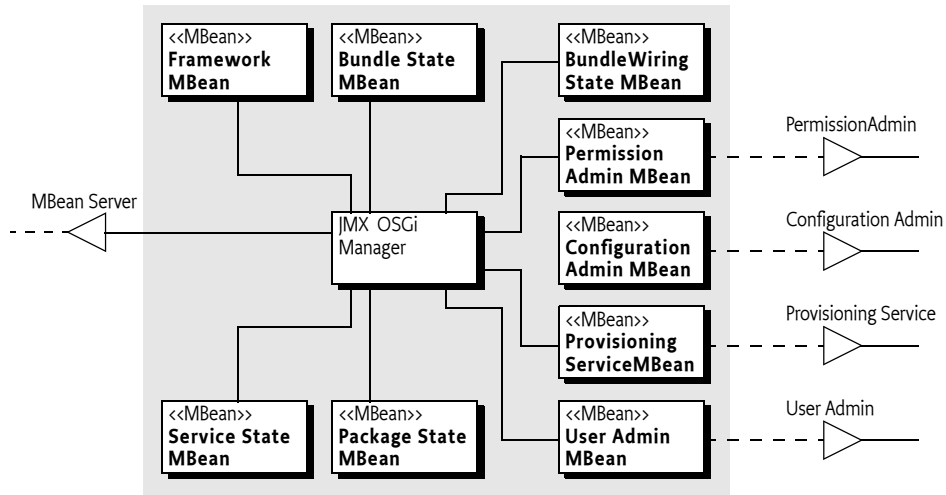 <<MBean>>
Framework
MBean
<<MBean>>
Bundle State
MBean
<<MBean>>
BundleWiring
State MBean
PermissionAdmin
<<MBean>>
Permission
Admin MBean
MBean Server
JMX OSGi
Manager
Configuration Admin
<<MBean>>
Configuration
Admin MBean
Provisioning Service
<<MBean>>
Provisioning
ServiceMBean
<<MBean>>
Service State
MBean
<<MBean>>
Package State
MBean
<<MBean>>
User Admin
MBean
User Admin